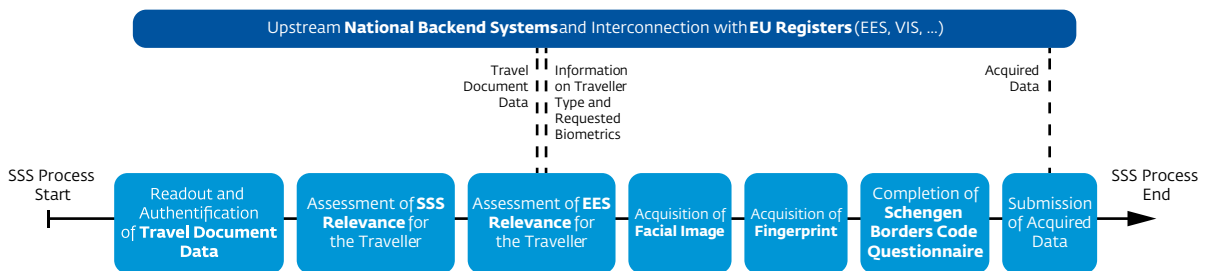 Upstream National Backend Systems and Interconnection with EU Registers (EES, VIS, ...)
Travel
Document
Data
Information
on Traveller
Type and
Requested
Biometrics
Acquired
Data
SSS Process
Start
Readout and
Authentification
of Travel Document
Data
Assessment of SSS
Relevance for
the Traveller
Assessment of EES
Relevance for
the Traveller
Acquisition of
Facial Image
Acquisition of
Fingerprint
Completion of
Schengen
Borders Code
Questionnaire
Submission
of Acquired
Data
SSS Process
End